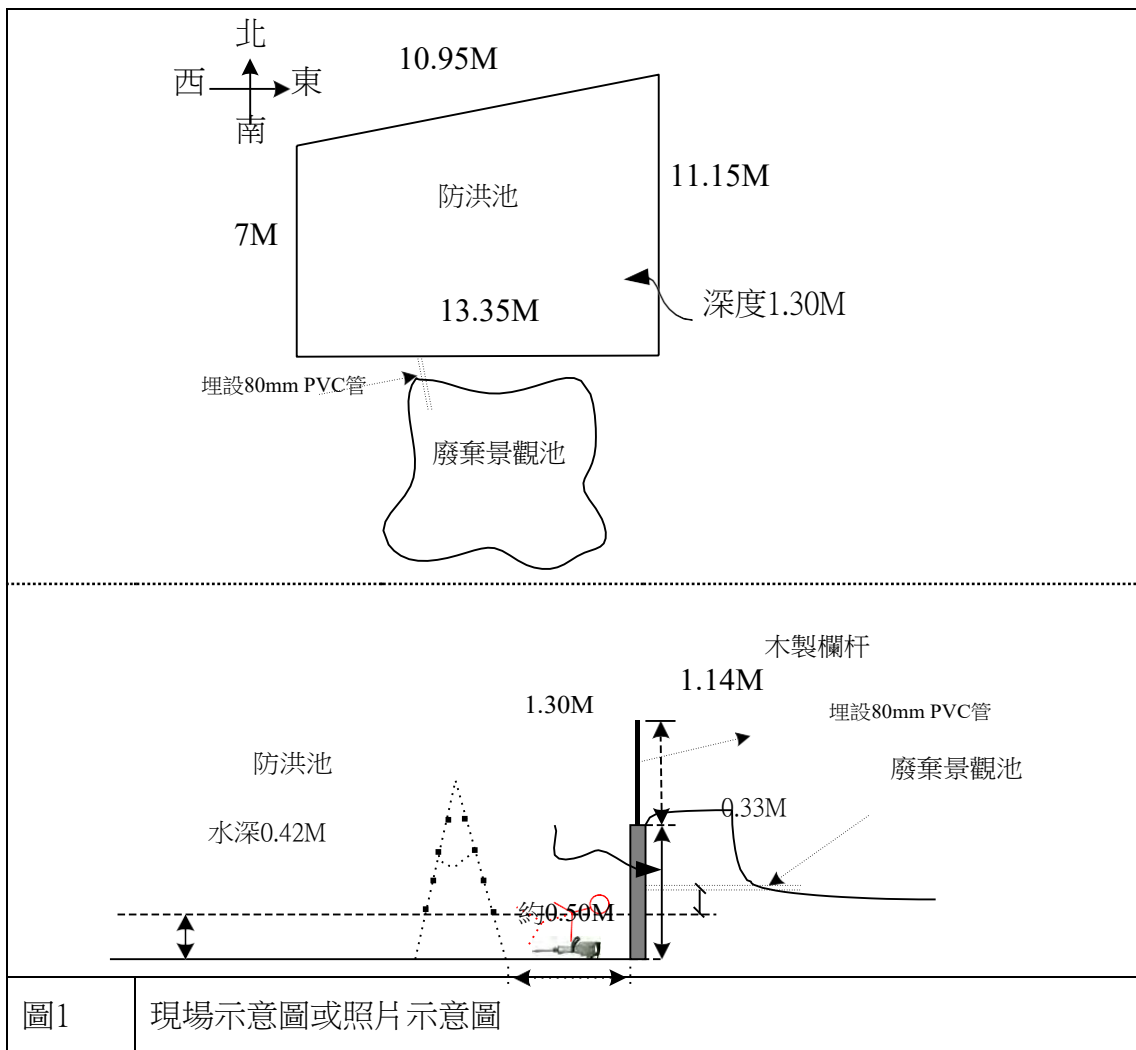 北
西
東
南
10.95M
防洪池
11.15M
7M
13.35M
深度1.30M
埋設80mm PVC管
廢棄景觀池
木製欄杆
1.14M
1.30M
埋設80mm PVC管
防洪池
廢棄景觀池
0.33M
水深0.42M
約0.50M
圖1
現場示意圖或照片示意圖